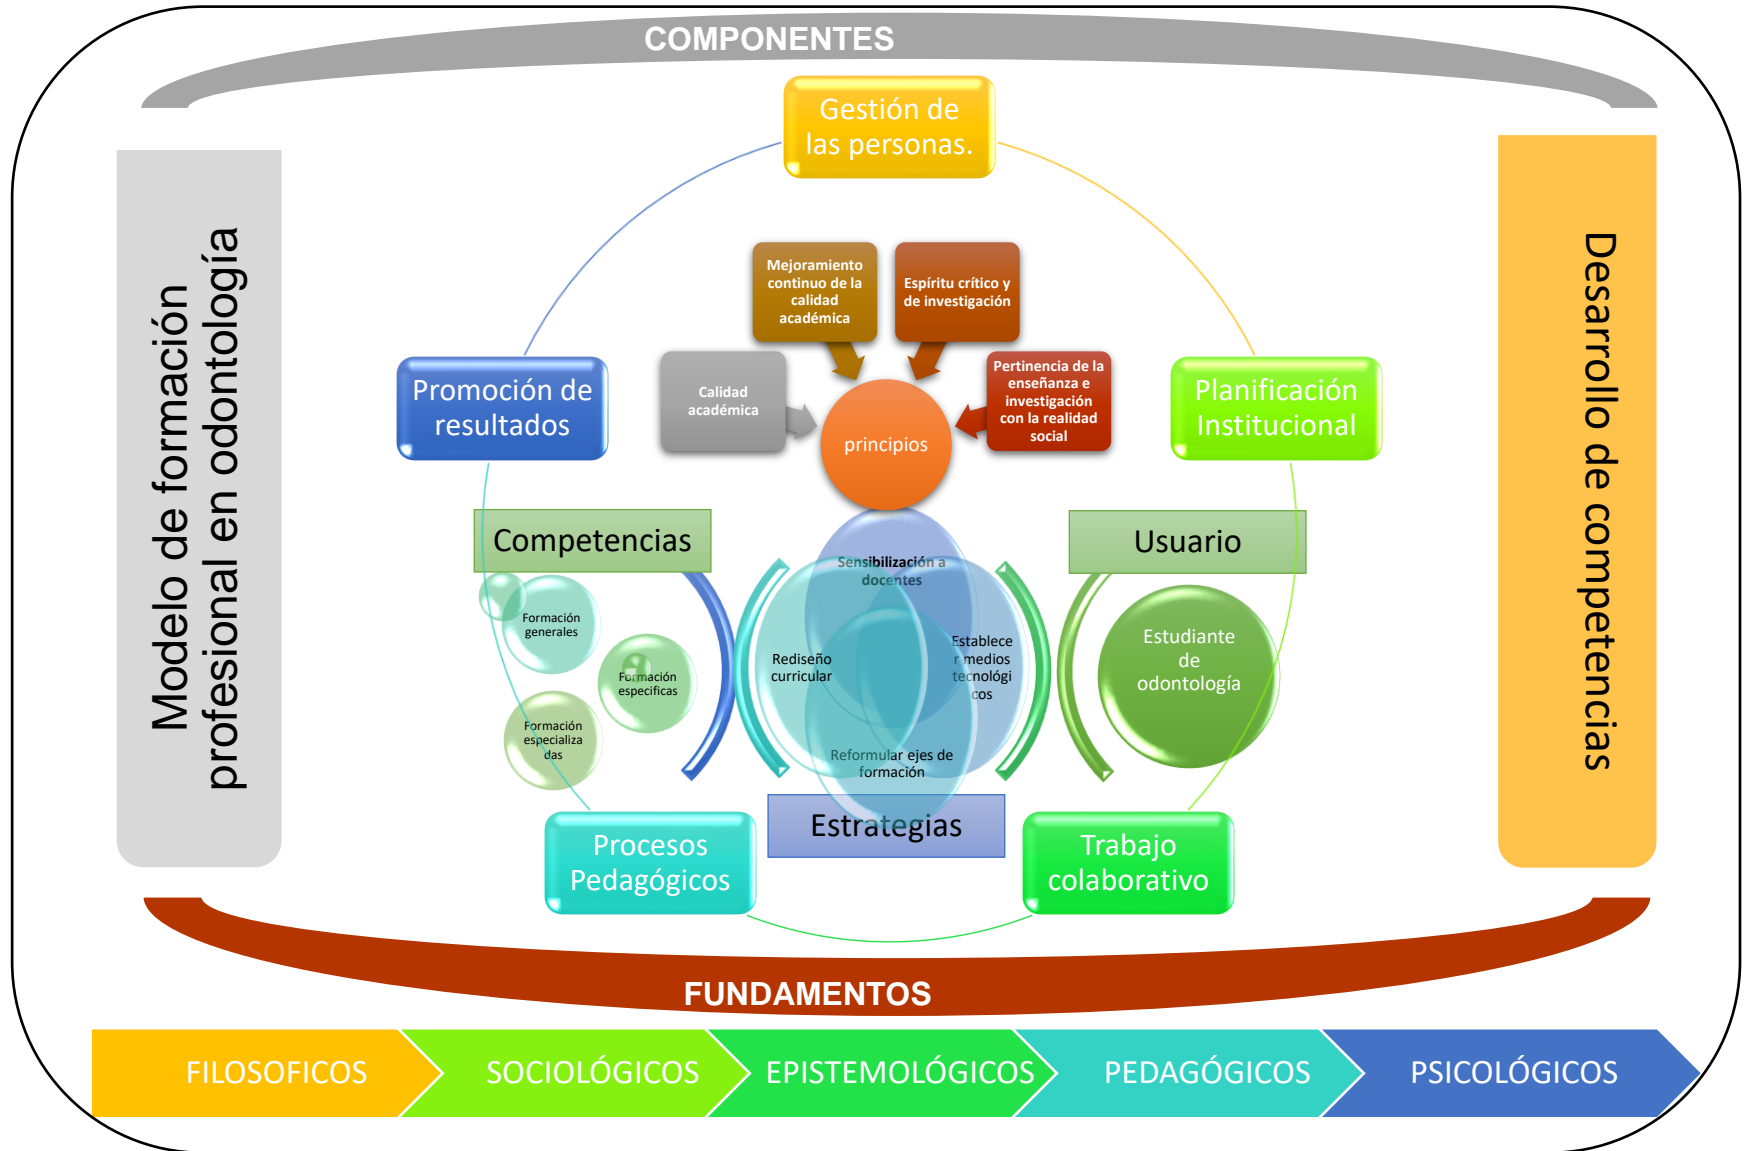 COMPONENTES
Gestión de
las personas.
Modelo de formación
profesional en odontología
Desarrollo de competencias
Mejoramiento
continuo de la
calidad
académica
Espíritu crítico y
de investigación
Promoción de
resultados
Calidad
académica
Pertinencia de la
enseñanza e
investigación
con la realidad
social
Planificación
Institucional
principios
Competencias
Usuario
Sensibilización a
docentes
Formación
generales
Formación
especificas
Formación
especializa
das
Rediseño
curricular
Establece
r medios
tecnológi
cos
Reformular ejes de
formación
Estudiante
de
odontología
Estrategias
Procesos
Pedagógicos
Trabajo
colaborativo
FUNDAMENTOS
FILOSOFICOS
SOCIOLÓGICOS
EPISTEMOLÓGICOS
PEDAGÓGICOS
PSICOLÓGICOS